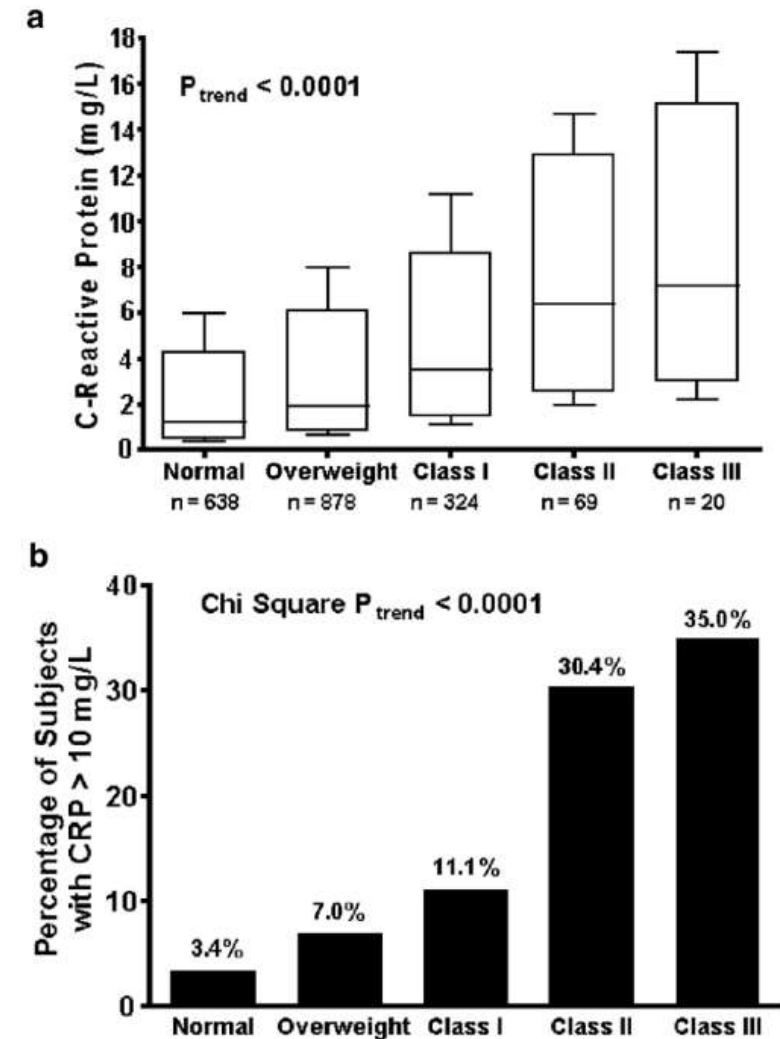 a
C-Reactive Protein (mg/L)
18
16
14
12
10
8
6
4
2
0
P trend < 0.0001
Normal Overweight Class I Class II Class III
n = 638 n = 878 n = 324 n = 69 n = 20
b
Percentage of Subjects
with CRP > 10 mg/L
40
30
20
10
0
Chi Square P trend < 0.0001
3.4%
7.0%
11.1%
30.4%
35.0%
Normal Overweight Class I Class II Class III